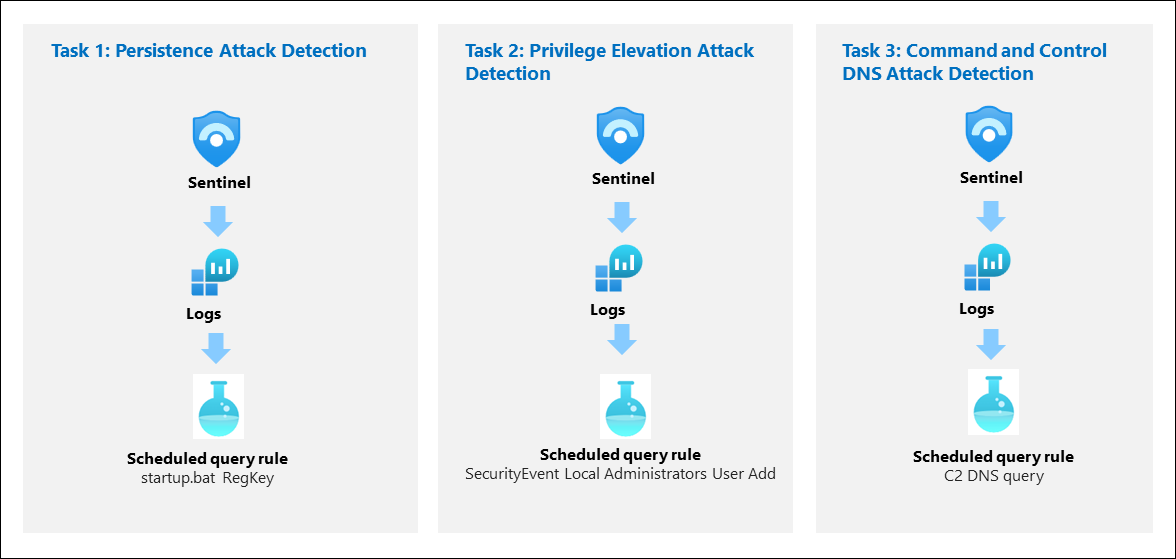 Task 1: Persistence Attack Detection
Sentinel
Logs
Scheduled query rule
startup.bat RegKey
Task 2: Privilege Elevation Attack
Detection
Sentinel
Logs
Scheduled query rule
SecurityEvent Local Administrators User Add
Task 3: Command and Control
DNS Attack Detection
Sentinel
Logs
Scheduled query rule
C2 DNS query